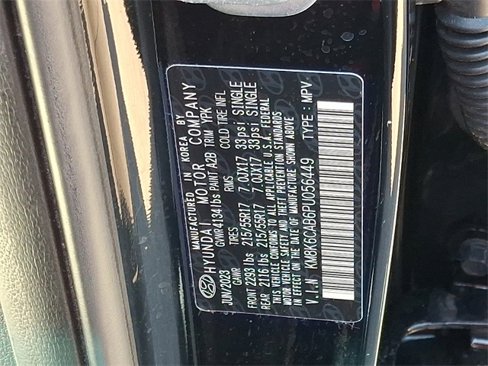 MANUFACTURED IN KOREA BY
HYUNDAI MOTOR COMPANY
JUN/2023 GVWR 4134 lbs PAINT A2B TRIM YPK
GAWR TIRES RIMS COLD TIRE INFL
FRONT 2293 lbs 215/55R17 7.0JX17 33psi SINGLE
REAR 2116 lbs 215/55R17 7.0JX17 33psi SINGLE
THIS VEHICLE CONFORMS TO ALL APPLICABLE U.S.A. FEDERAL
MOTOR VEHICLE SAFETY AND THEFT PREVENTION STANDARDS
IN EFFECT ON THE DATE OF MANUFACTURE SHOWN ABOVE
V.I.N KM8K6CAB6PU056449 TYPE: MPV